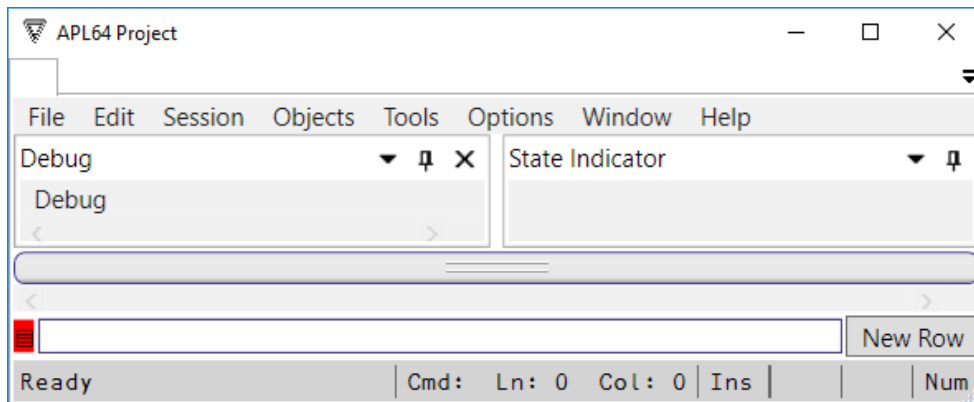 APL64 Project
File Edit Session Objects Tools Options Window Help
Debug State Indicator
Debug
New Row
Ready Cmd: Ln: 0 Col: 0 Ins Num